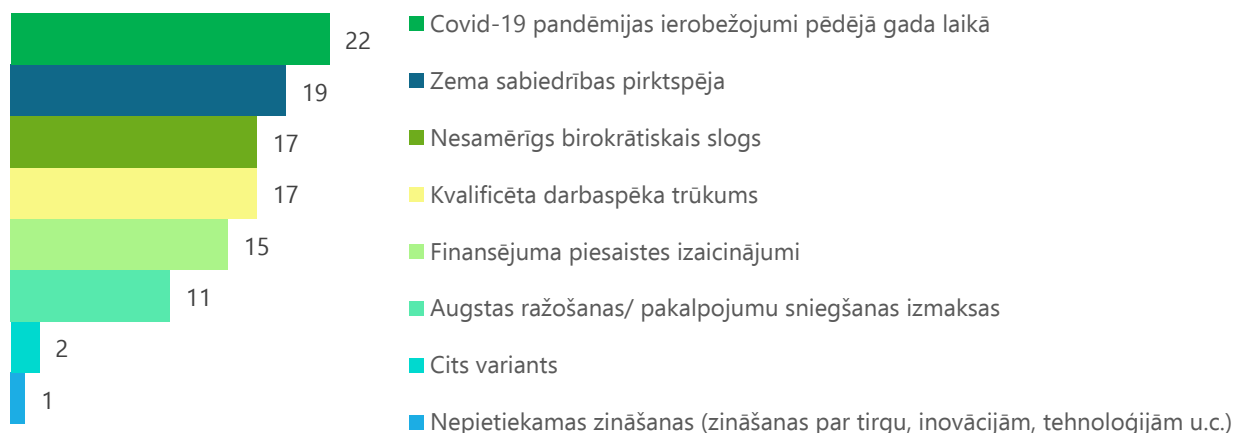 22
Covid-19 pandēmijas ierobežojumi pēdējā gada laikā
19
Zema sabiedrības pirktspēja
17
Nesamērīgs birokrātiskais slogs
17
Kvalificēta darbaspēka trūkums
15
Finansējuma piesaistes izaicinājumi
11
Augstas ražošanas/ pakalpojumu sniegšanas izmaksas
2
Cits variants
1
Nepietiekamas zināšanas (zināšanas par tirgu, inovācijām, tehnoloģijām u.c.)